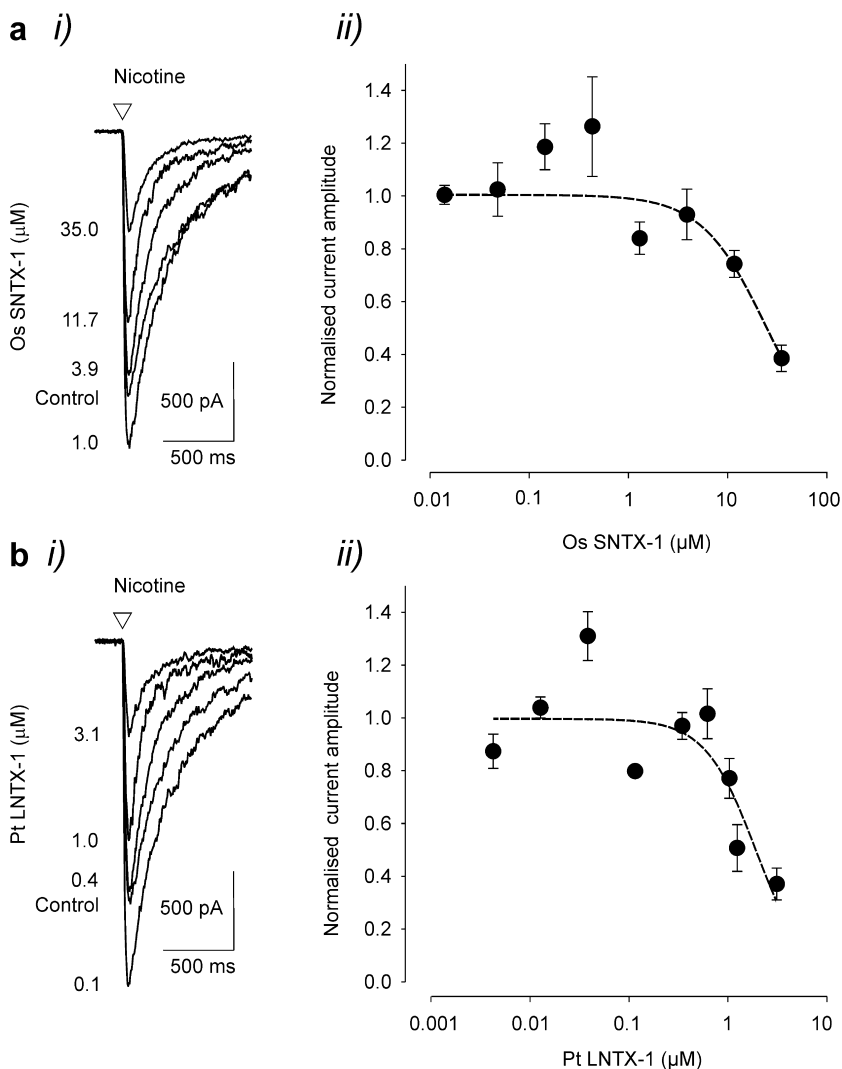 a i)
Nicotine
Os SNTX-1 (µM)
35.0
11.7
3.9
Control
1.0
500 pA
500 ms
ii)
Normalised current amplitude
1.4
1.2
1.0
0.8
0.6
0.4
0.2
0.0
0.01 0.1 1 10 100
Os SNTX-1 (µM)
b i)
Nicotine
Pt LNTX-1 (µM)
3.1
1.0
0.4
Control
0.1
500 pA
500 ms
ii)
Normalised current amplitude
1.4
1.2
1.0
0.8
0.6
0.4
0.2
0.0
0.001 0.01 0.1 1 10
Pt LNTX-1 (µM)